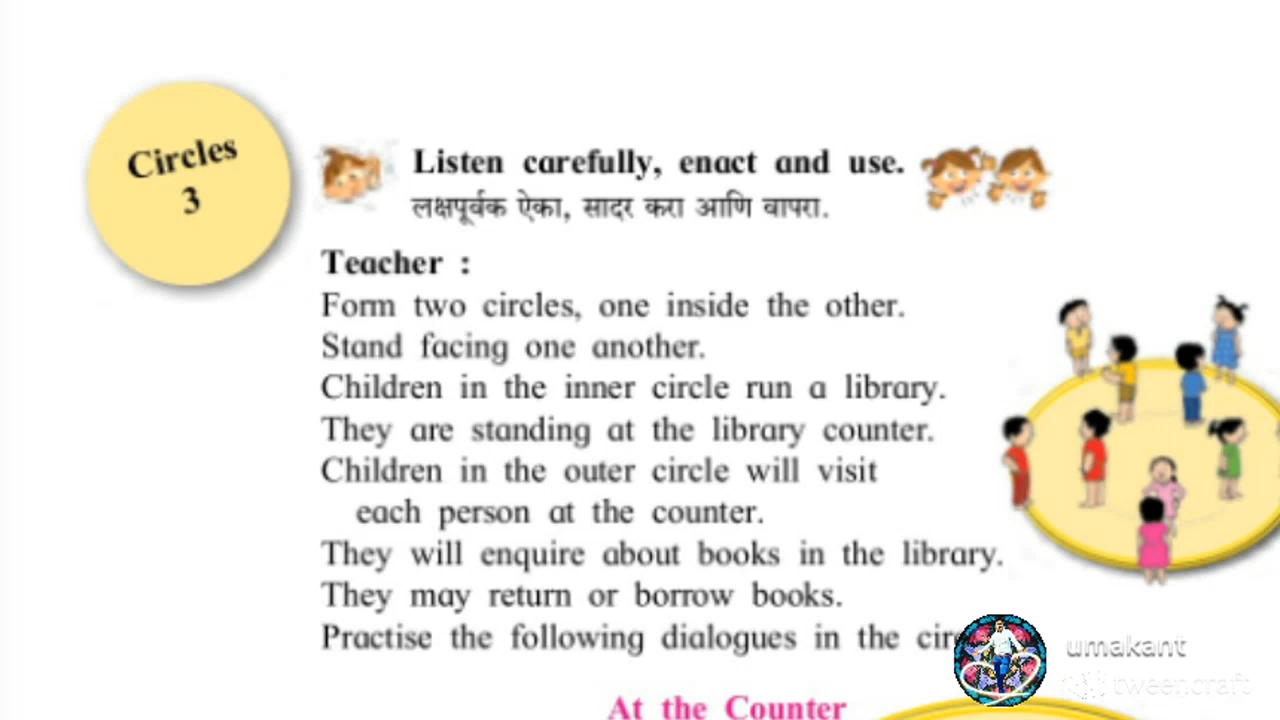 Circles
3
Listen carefully, enact and use.
लक्षपूर्वक ऐका, सादर करा आणि वापरा.
Teacher :
Form two circles, one inside the other.
Stand facing one another.
Children in the inner circle run a library.
They are standing at the library counter.
Children in the outer circle will visit
each person at the counter.
They will enquire about books in the library.
They may return or borrow books.
Practise the following dialogues in the
At the Counter
umakant
tweencraft